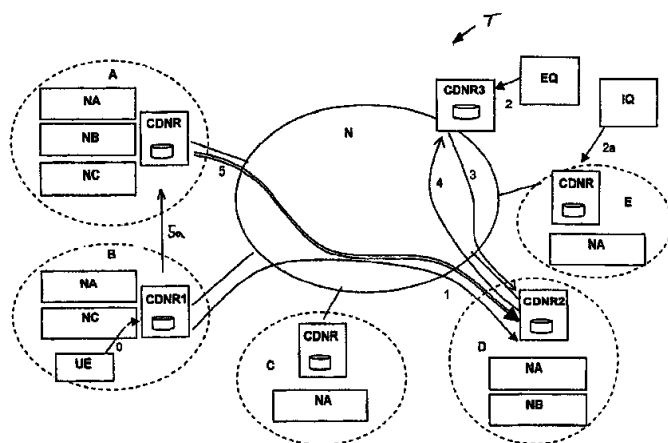 T
A
NA
NB
NC
CDNR
N
CDNR3
2
EQ
IQ
2a
CDNR
E
NA
5
4
3
5a
B
NA
NC
CDNR1
0
UE
1
CDNR
C
NA
CDNR2
D
NA
NB